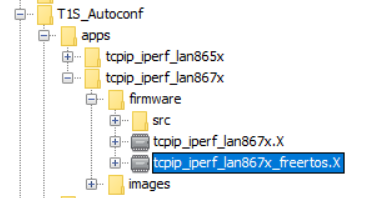 T1S_Autoconf
apps
tcpip_iperf_lan865x
tcpip_iperf_lan867x
firmware
src
tcpip_iperf_lan867x.X
tcpip_iperf_lan867x_freertos.X
images